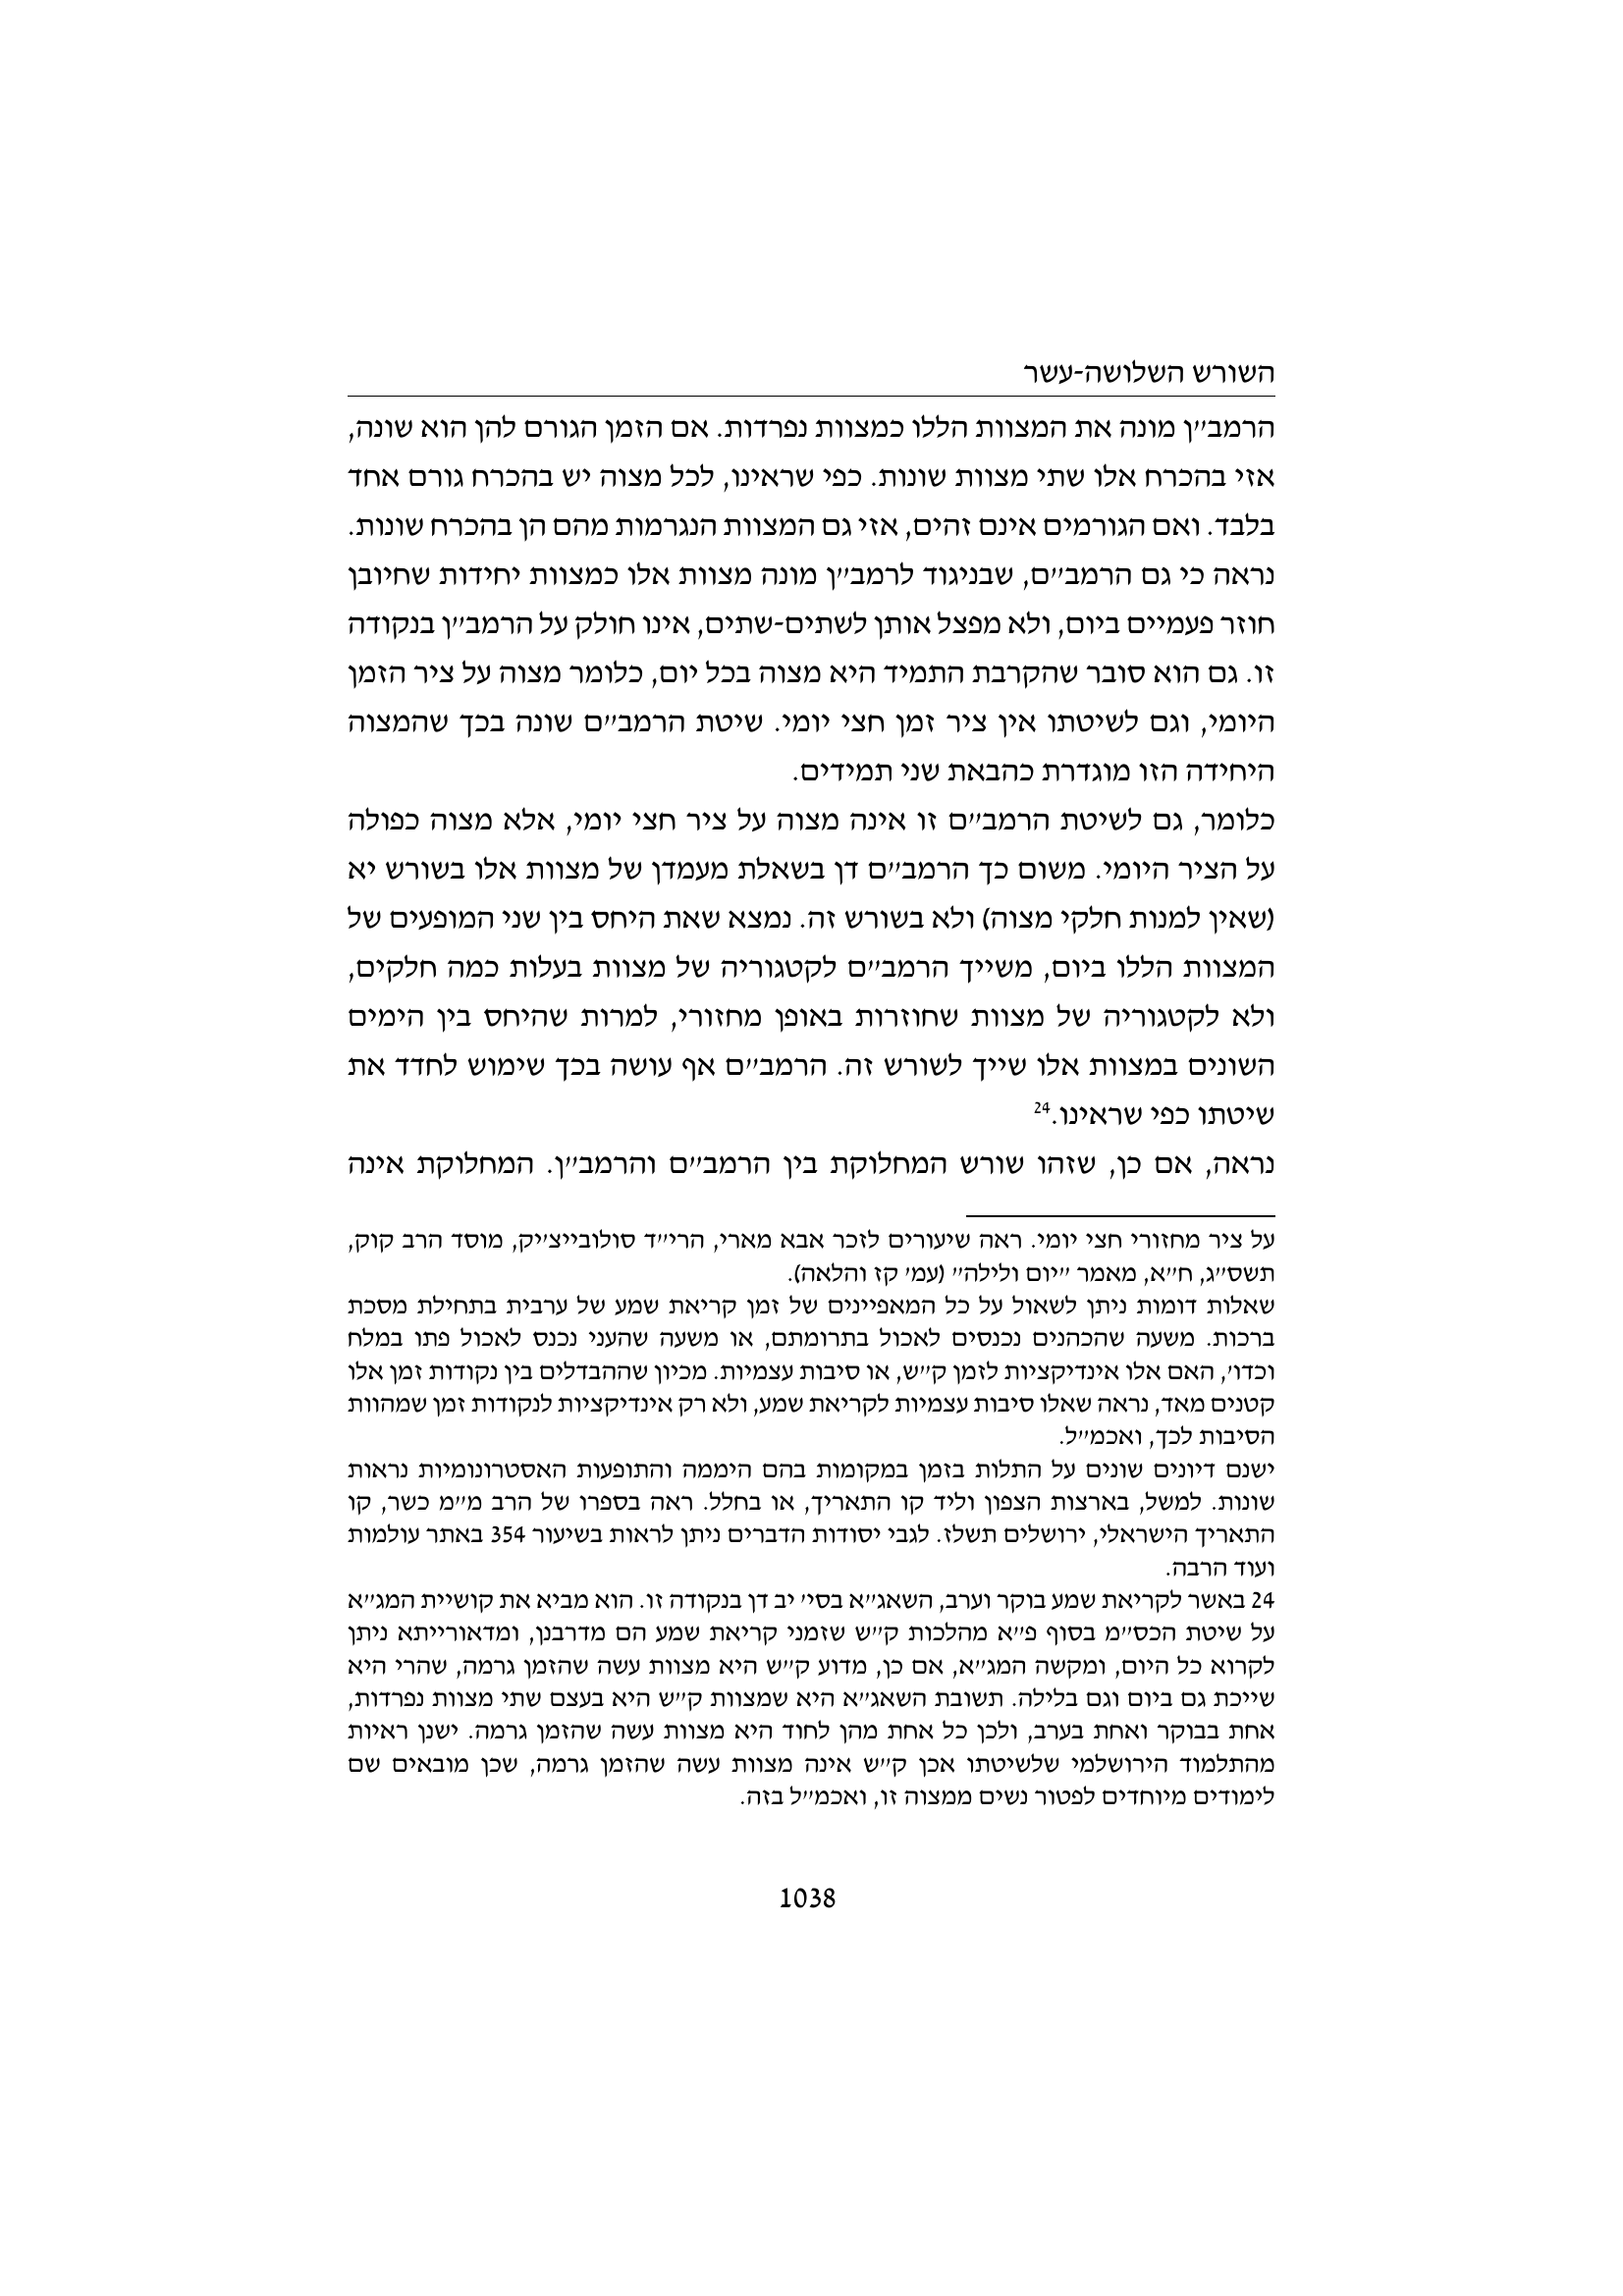 השורש השלושה-עשר
הרמב״ן מונה את המצוות הללו כמצוות נפרדות. אם הזמן הגורם להן הוא שונה,
אזי בהכרח אלו שתי מצוות שונות. כפי שראינו, לכל מצוה יש בהכרח גורם אחד
בלבד. ואם הגורמים אינם זהים, אזי גם המצוות הנגרמות מהם הן בהכרח שונות.
נראה כי גם הרמב״ם, שבניגוד לרמב״ן מונה מצוות אלו כמצוות יחידות שחיובן
חוזר פעמיים ביום, ולא מפצל אותן לשתים-שתים, אינו חולק על הרמב״ן בנקודה
זו. גם הוא סובר שהקרבת התמיד היא מצוה בכל יום, כלומר מצוה על ציר הזמן
היומי, וגם לשיטתו אין ציר זמן חצי יומי. שיטת הרמב״ם שונה בכך שהמצוה
היחידה הזו מוגדרת כהבאת שני תמידים.
כלומר, גם לשיטת הרמב״ם זו אינה מצוה על ציר חצי יומי, אלא מצוה כפולה
על הציר היומי. משום כך הרמב״ם דן בשאלת מעמדן של מצוות אלו בשורש יא
(שאין למנות חלקי מצוה) ולא בשורש זה. נמצא שאת היחס בין שני המופעים של
המצוות הללו ביום, משייך הרמב״ם לקטגוריה של מצוות בעלות כמה חלקים,
ולא לקטגוריה של מצוות שחוזרות באופן מחזורי, למרות שהיחס בין הימים
השונים במצוות אלו שייך לשורש זה. הרמב״ם אף עושה בכך שימוש לחדד את
שיטתו כפי שראינו.24
נראה, אם כן, שזהו שורש המחלוקת בין הרמב״ם והרמב״ן. המחלוקת אינה
על ציר מחזורי חצי יומי. ראה שיעורים לזכר אבא מארי, הרי״ד סולובייצ׳יק, מוסד הרב קוק,
תשס״ג, ח״א, מאמר ״יום ולילה״ (עמ׳ קז והלאה).
שאלות דומות ניתן לשאול על כל המאפיינים של זמן קריאת שמע של ערבית בתחילת מסכת
ברכות. משעה שהכהנים נכנסים לאכול בתרומתם, או משעה שהעני נכנס לאכול פתו במלח
וכדו׳, האם אלו אינדיקציות לזמן ק״ש, או סיבות עצמיות. מכיון שההבדלים בין נקודות זמן אלו
קטנים מאד, נראה שאלו סיבות עצמיות לקריאת שמע, ולא רק אינדיקציות לנקודות זמן שמהוות
הסיבות לכך, ואכמ״ל.
ישנם דיונים שונים על התלות בזמן במקומות בהם היממה והתופעות האסטרונומיות נראות
שונות. למשל, בארצות הצפון וליד קו התאריך, או בחלל. ראה בספרו של הרב מ״מ כשר, קו
התאריך הישראלי, ירושלים תשלז. לגבי יסודות הדברים ניתן לראות בשיעור 354 באתר עולמות
ועוד הרבה.
24 באשר לקריאת שמע בוקר וערב, השאג״א בסי׳ יב דן בנקודה זו. הוא מביא את קושיית המג״א
על שיטת הכס״מ בסוף פ״א מהלכות ק״ש שזמני קריאת שמע הם מדרבנן, ומדאורייתא ניתן
לקרוא כל היום, ומקשה המג״א, אם כן, מדוע ק״ש היא מצוות עשה שהזמן גרמה, שהרי היא
שייכת גם ביום וגם בלילה. תשובת השאג״א היא שמצוות ק״ש היא בעצם שתי מצוות נפרדות,
אחת בבוקר ואחת בערב, ולכן כל אחת מהן לחוד היא מצוות עשה שהזמן גרמה. ישנן ראיות
מהתלמוד הירושלמי שלשיטתו אכן ק״ש אינה מצוות עשה שהזמן גרמה, שכן מובאים שם
לימודים מיוחדים לפטור נשים ממצוה זו, ואכמ״ל בזה.
1038